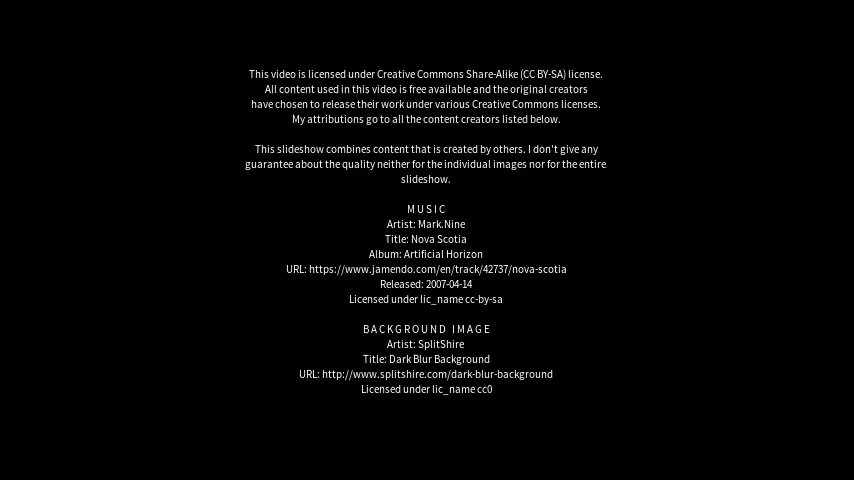 This video is licensed under Creative Commons Share-Alike (CC BY-SA) license.
All content used in this video is free available and the original creators
have chosen to release their work under various Creative Commons licenses.
My attributions go to all the content creators listed below.
This slideshow combines content that is created by others. I don't give any
guarantee about the quality neither for the individual images nor for the entire
slideshow.
MUSIC
Artist: Mark.Nine
Title: Nova Scotia
Album: Artificial Horizon
URL: https://www.jamendo.com/en/track/42737/nova-scotia
Released: 2007-04-14
Licensed under lic_name cc-by-sa
BACKGROUND IMAGE
Artist: SplitShire
Title: Dark Blur Background
URL: http://www.splitshire.com/dark-blur-background
Licensed under lic_name cc0